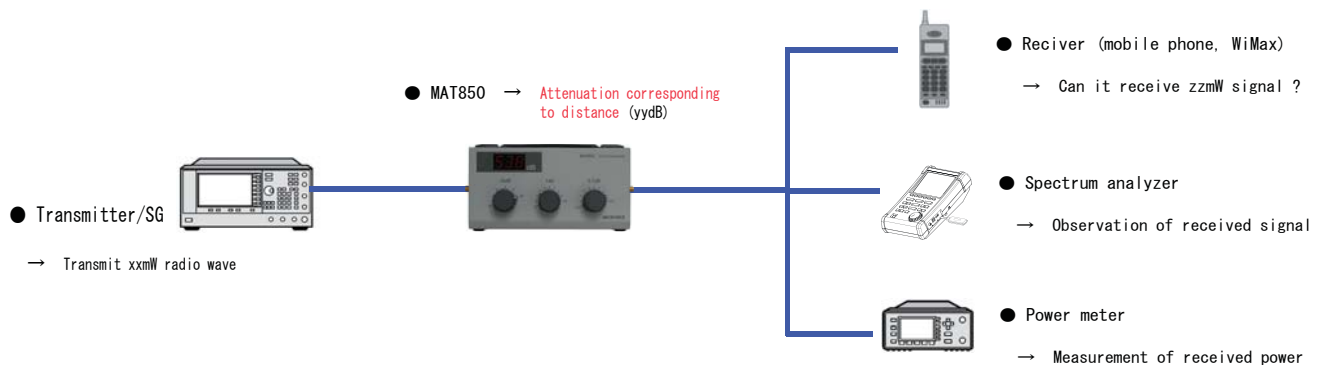 ● Reciver (mobile phone, WiMax)
→ Can it receive zzmW signal ?
● MAT850 → Attenuation corresponding
to distance (yydB)
● Spectrum analyzer
→ Observation of received signal
● Transmitter/SG
→ Transmit xxmW radio wave
● Power meter
→ Measurement of received power